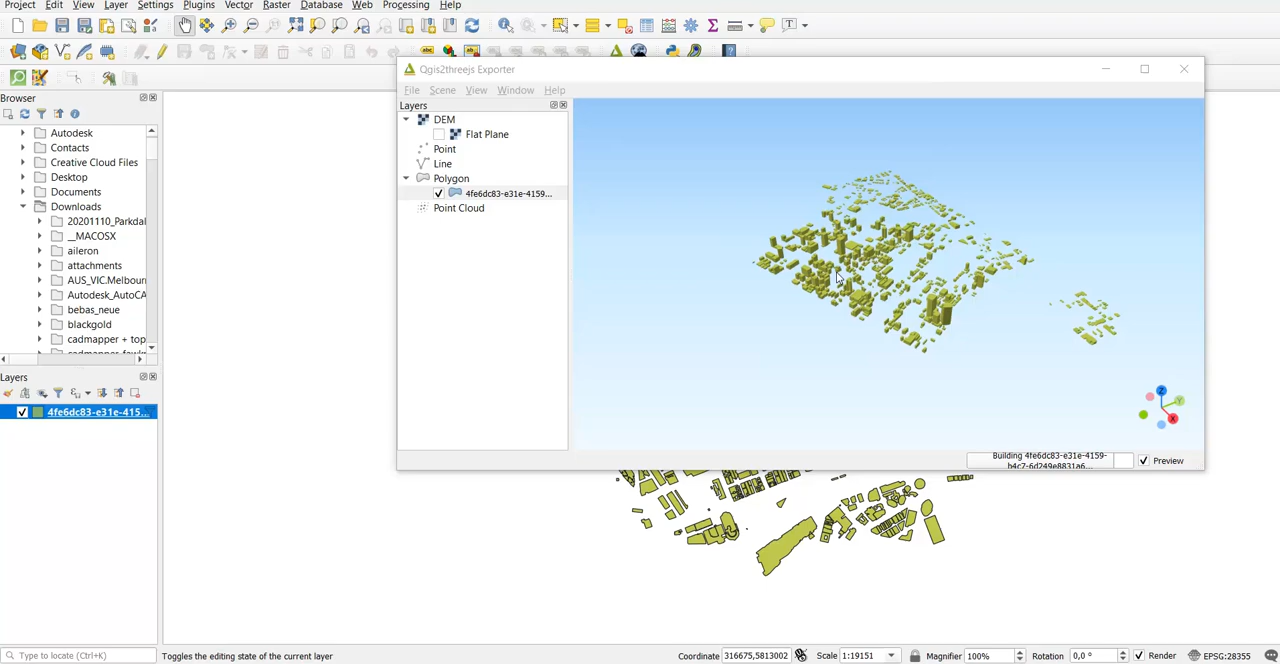 Project Edit View Layer Settings Plugins Vector Raster Database Web Processing Help
Qgis2threejs Exporter
File Scene View Window Help
Layers
DEM
Flat Plane
Point
Line
Polygon
4fe6dc83-e31e-4159...
Point Cloud
Z
Y
X
Building 4fe6dc83-e31e-4159-
b4c7-6d249e8831a6...
Preview
Browser
Autodesk
Contacts
Creative Cloud Files
Desktop
Documents
Downloads
20201110_Parkdal
__MACOSX
aileron
attachments
AUS_VIC.Melbour
Autodesk_AutoCA
bebas_neue
blackgold
cadmapper + top
Layers
4fe6dc83-e31e-415...
Type to locate (Ctrl+K)
Toggles the editing state of the current layer
Coordinate 316675,5813002
Scale 1:19151
Magnifier 100%
Rotation 0,0 °
Render
EPSG:28355